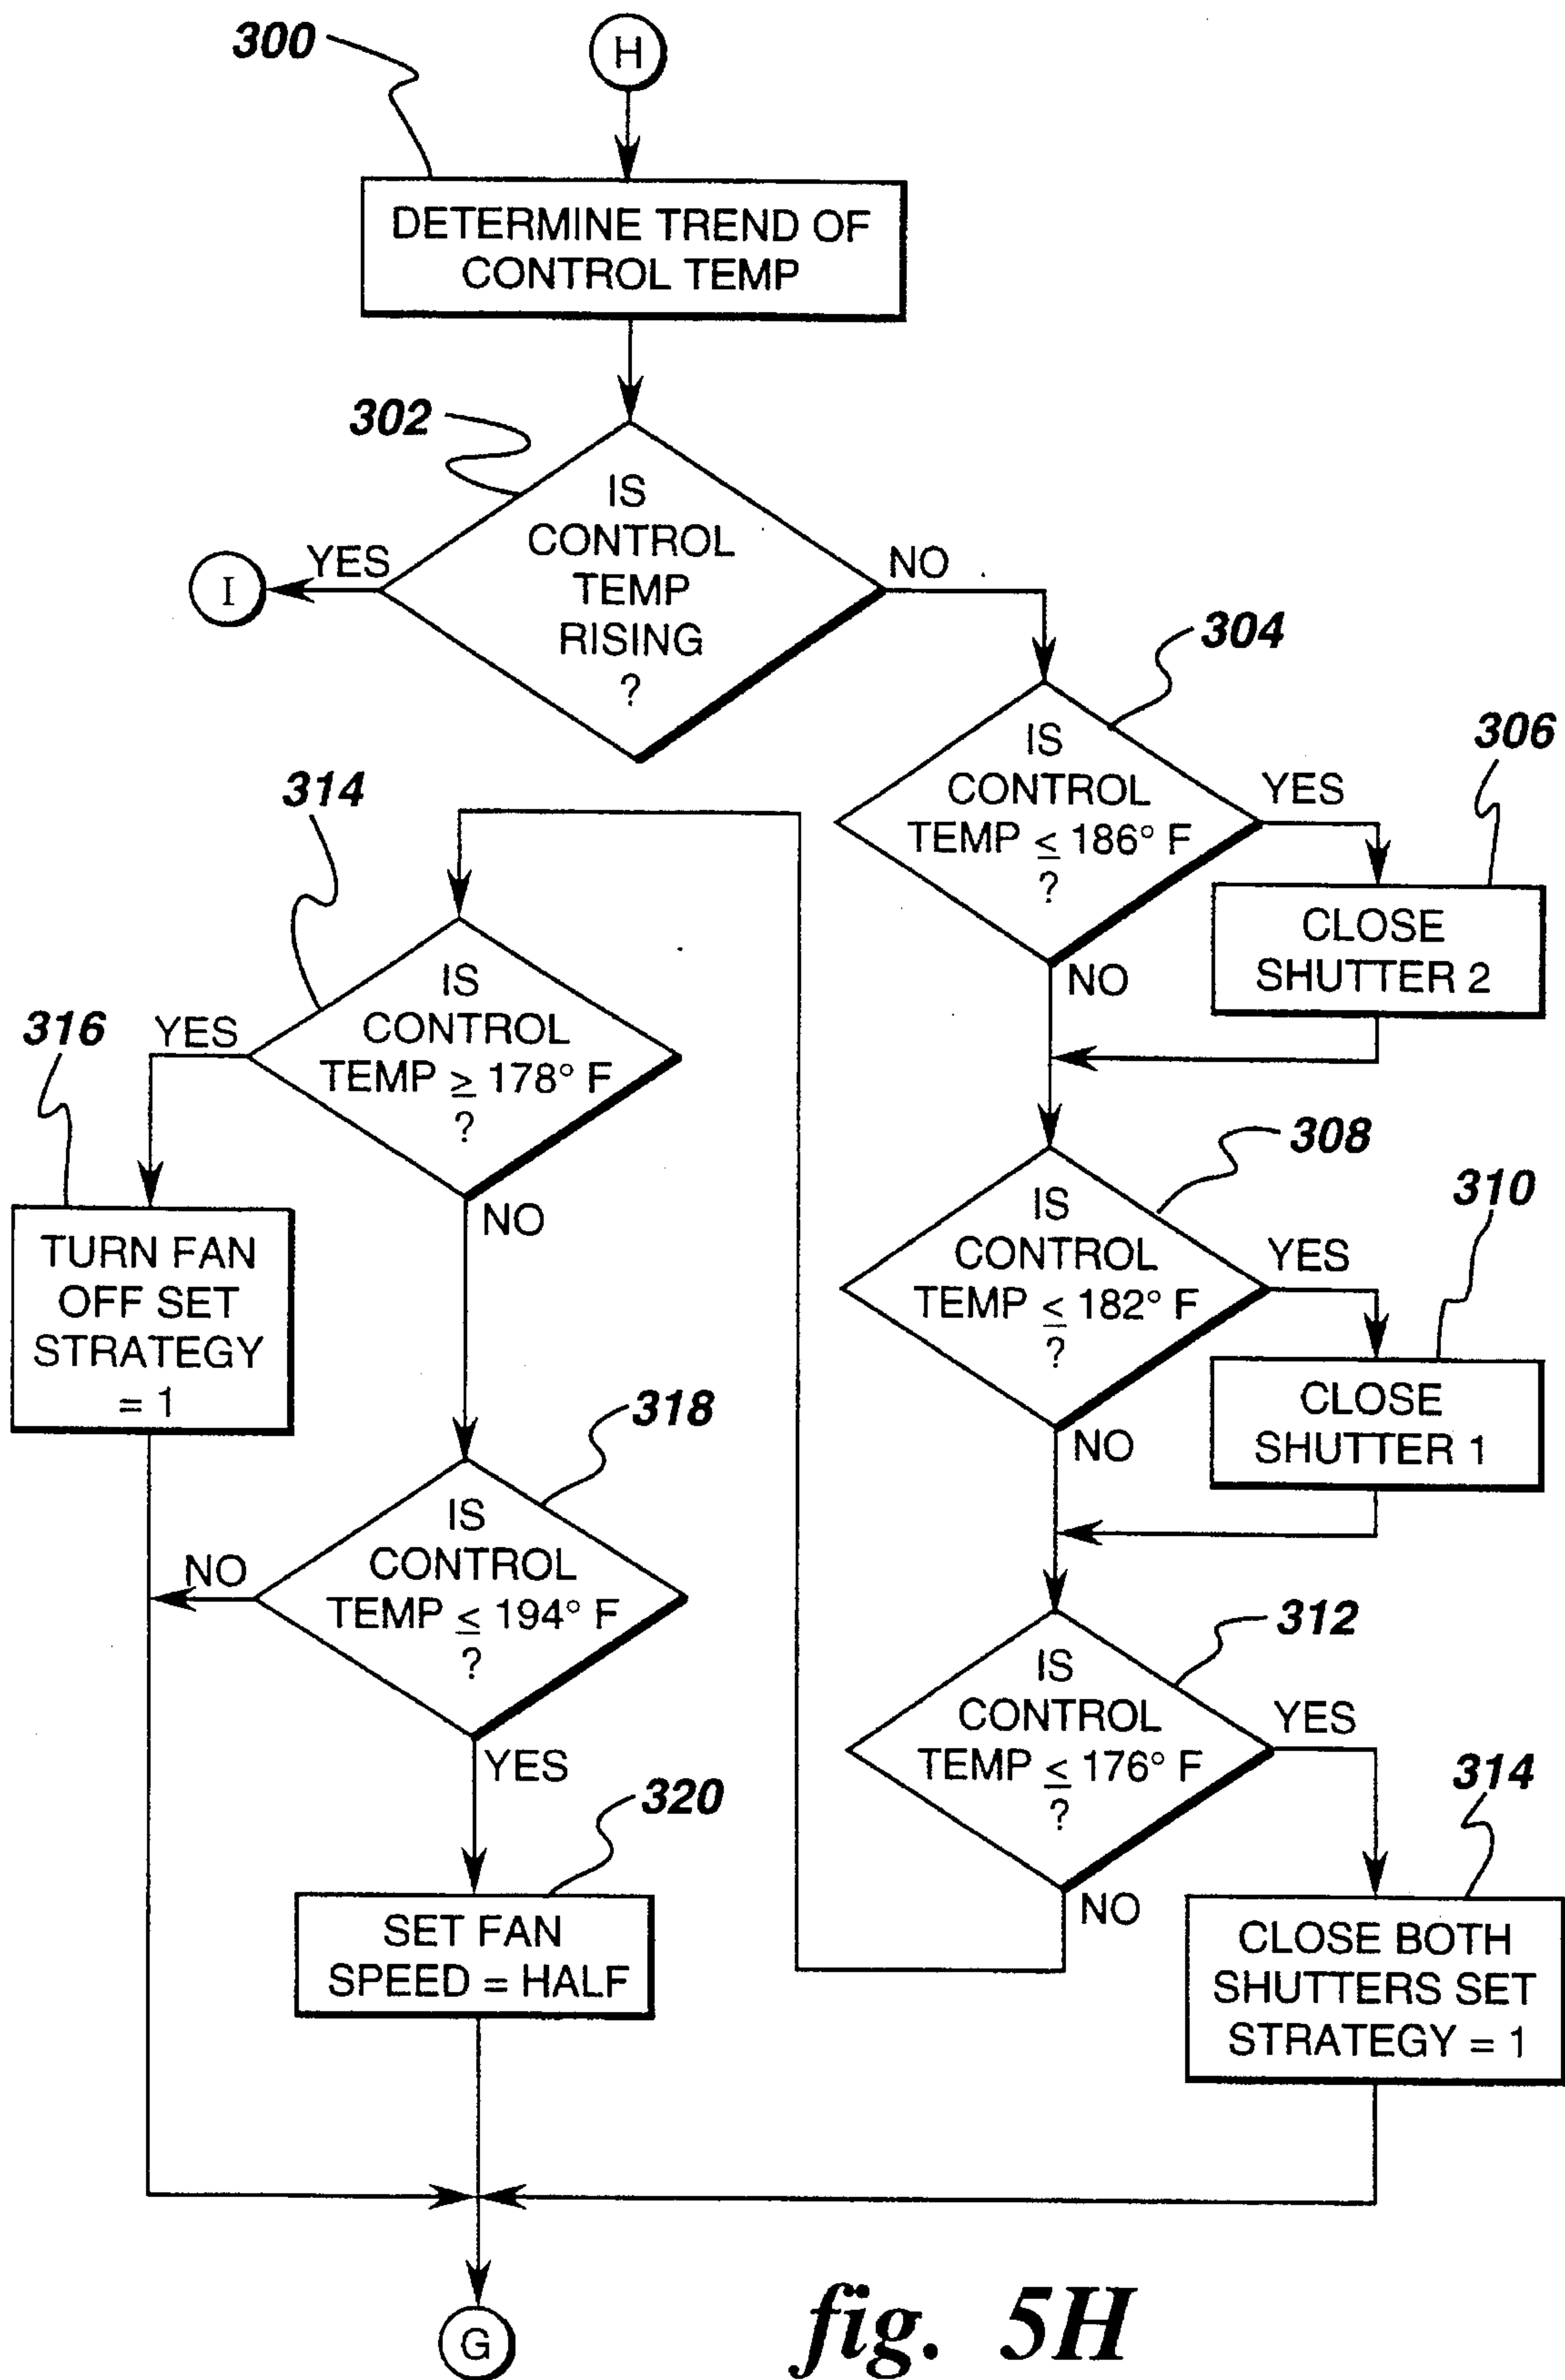 300
H
DETERMINE TREND OF
CONTROL TEMP
302
IS
CONTROL
TEMP
RISING
?
YES
I
NO
304
IS
CONTROL
TEMP ≤ 186° F
?
YES
306
CLOSE
SHUTTER 2
NO
308
IS
CONTROL
TEMP ≤ 182° F
?
YES
310
CLOSE
SHUTTER 1
NO
312
IS
CONTROL
TEMP ≤ 176° F
?
YES
314
CLOSE BOTH
SHUTTERS SET
STRATEGY = 1
NO
314
IS
CONTROL
TEMP ≥ 178° F
?
YES
316
TURN FAN
OFF SET
STRATEGY
= 1
NO
318
IS
CONTROL
TEMP ≤ 194° F
?
NO
YES
320
SET FAN
SPEED = HALF
G
fig. 5H